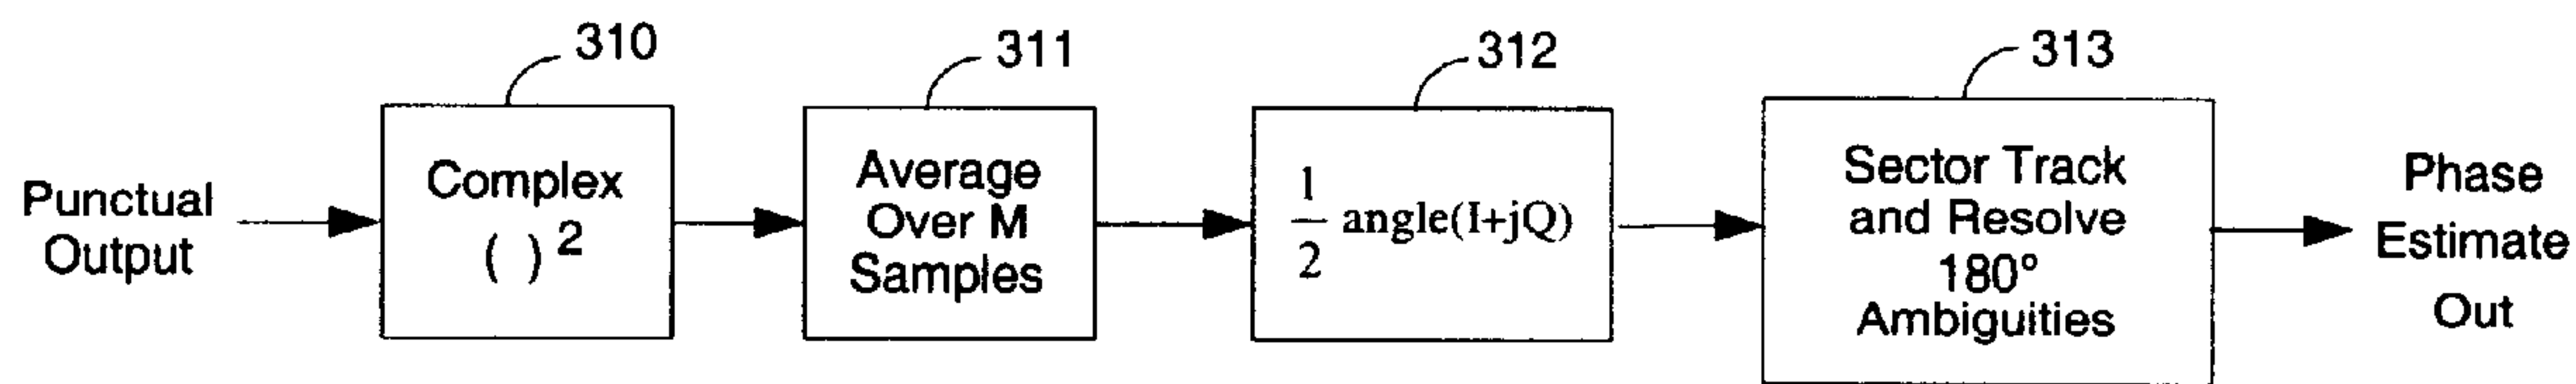 310
311
312
313
Punctual
Output
Complex
( )²
Average
Over M
Samples
1
2
angle(I+jQ)
Sector Track
and Resolve
180°
Ambiguities
Phase
Estimate
Out